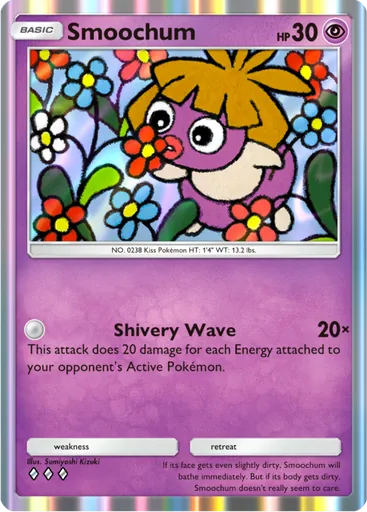 BASIC Smoochum HP 30
NO. 0238 Kiss Pokémon HT: 1'4" WT: 13.2 lbs.
Shivery Wave 20×
This attack does 20 damage for each Energy attached to
your opponent's Active Pokémon.
weakness retreat
Illus. Sumiyoshi Kizuki
If its face gets even slightly dirty, Smoochum will
bathe immediately. But if its body gets dirty,
Smoochum doesn't really seem to care.